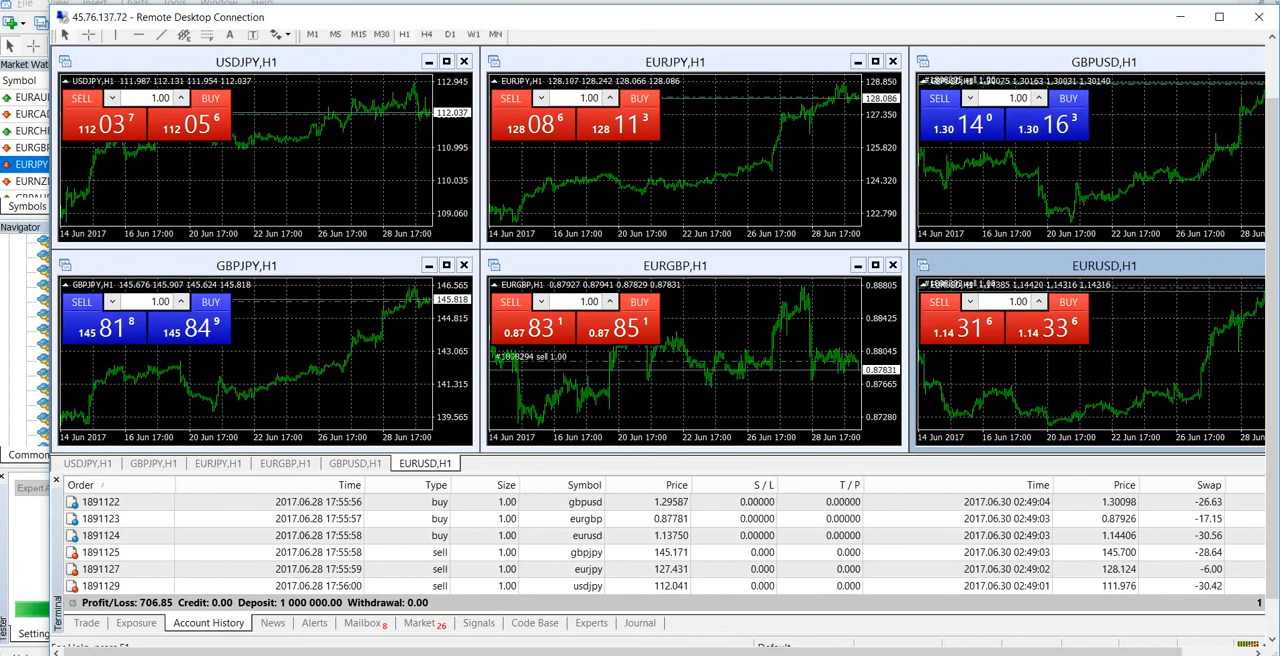 45.76.137.72 - Remote Desktop Connection
A T M1 M5 M15 M30 H1 H4 D1 W1 MN
Market Wat
Symbol
EURAU
EURCA
EURCH
EURGB
EURJPY
EURNZ
Symbols
Navigator
Common
USDJPY,H1
USDJPY,H1 111.987 112.131 111.954 112.037
SELL 1.00 BUY
112 03 7 112 05 6
112.945
112.037
110.995
110.035
109.060
14 Jun 2017 16 Jun 17:00 20 Jun 17:00 22 Jun 17:00 26 Jun 17:00 28 Jun 17:00
EURJPY,H1
EURJPY,H1 128.107 128.242 128.066 128.086
SELL 1.00 BUY
128 08 6 128 11 3
128.850
128.086
127.350
125.820
124.320
122.790
14 Jun 2017 16 Jun 17:00 20 Jun 17:00 22 Jun 17:00 26 Jun 17:00 28 Jun 17:00
GBPUSD,H1
1.30163 1.30031 1.30140
SELL 1.00 BUY
1.30 14 0 1.30 16 3
14 Jun 2017 16 Jun 17:00 20 Jun 17:00 22 Jun 17:00 26 Jun 17:00 28 Jun
GBPJPY,H1
GBPJPY,H1 145.676 145.907 145.624 145.818
SELL 1.00 BUY
145 81 8 145 84 9
146.565
145.818
144.815
143.065
141.315
139.565
14 Jun 2017 16 Jun 17:00 20 Jun 17:00 22 Jun 17:00 26 Jun 17:00 28 Jun 17:00
EURGBP,H1
EURGBP,H1 0.87927 0.87941 0.87829 0.87831
SELL 1.00 BUY
0.87 83 1 0.87 85 1
sell 1.00
0.88805
0.88425
0.88045
0.87831
0.87665
0.87280
14 Jun 2017 16 Jun 17:00 20 Jun 17:00 22 Jun 17:00 26 Jun 17:00 28 Jun 17:00
EURUSD,H1
1.14420 1.14316 1.14316
SELL 1.00 BUY
1.14 31 6 1.14 33 6
14 Jun 2017 16 Jun 17:00 20 Jun 17:00 22 Jun 17:00 26 Jun 17:00 28 Jun
USDJPY,H1 GBPJPY,H1 EURJPY,H1 EURGBP,H1 GBPUSD,H1 EURUSD,H1
Order Time Type Size Symbol Price S / L T / P Time Price Swap
1891122 2017.06.28 17:55:56 buy 1.00 gbpusd 1.29587 0.00000 0.00000 2017.06.30 02:49:04 1.30098 -26.63
1891123 2017.06.28 17:55:57 buy 1.00 eurgbp 0.87781 0.00000 0.00000 2017.06.30 02:49:03 0.87926 -17.15
1891124 2017.06.28 17:55:58 buy 1.00 eurusd 1.13750 0.00000 0.00000 2017.06.30 02:49:03 1.14406 -30.56
1891125 2017.06.28 17:55:58 sell 1.00 gbpjpy 145.171 0.000 0.000 2017.06.30 02:49:03 145.700 -28.64
1891127 2017.06.28 17:55:59 sell 1.00 eurjpy 127.431 0.000 0.000 2017.06.30 02:49:02 128.124 -6.00
1891129 2017.06.28 17:56:00 sell 1.00 usdjpy 112.041 0.000 0.000 2017.06.30 02:49:01 111.976 -30.42
Profit/Loss: 706.85 Credit: 0.00 Deposit: 1 000 000.00 Withdrawal: 0.00 1
Trade Exposure Account History News Alerts Mailbox 8 Market 26 Signals Code Base Experts Journal
Terminal
Expert A
Tester
Setting